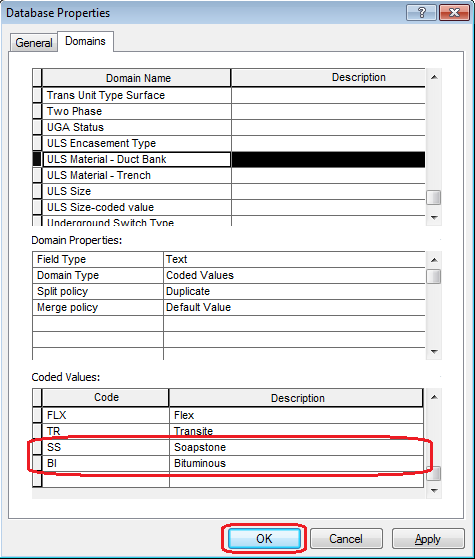 Database Properties
General Domains
Domain Name Description
Trans Unit Type Surface
Two Phase
UGA Status
ULS Encasement Type
ULS Material - Duct Bank
ULS Material - Trench
ULS Size
ULS Size-coded value
Underground Switch Type
Domain Properties:
Field Type Text
Domain Type Coded Values
Split policy Duplicate
Merge policy Default Value
Coded Values:
Code Description
FLX Flex
TR Transite
SS Soapstone
BI Bituminous
OK Cancel Apply